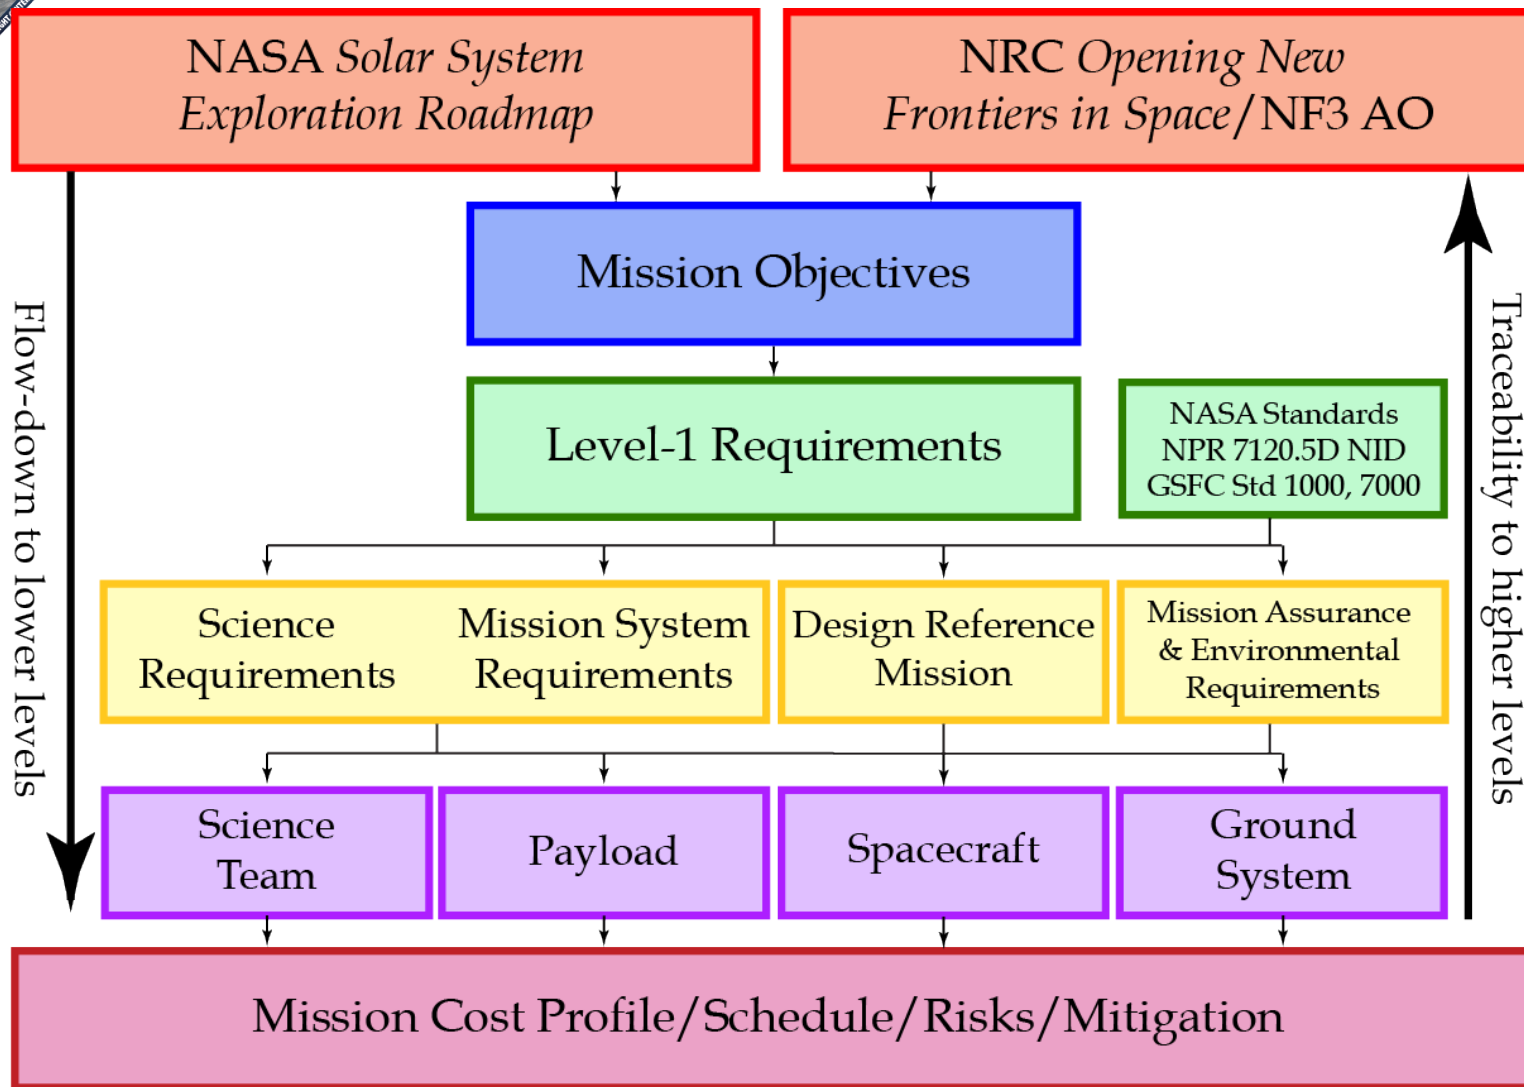 NASA Solar System
Exploration Roadmap
NRC Opening New
Frontiers in Space/NF3 AO
Mission Objectives
Level-1 Requirements
NASA Standards
NPR 7120.5D NID
GSFC Std 1000, 7000
Flow-down to lower levels
Traceability to higher levels
Science
Requirements
Mission System
Requirements
Design Reference
Mission
Mission Assurance
& Environmental
Requirements
Science
Team
Payload
Spacecraft
Ground
System
Mission Cost Profile/Schedule/Risks/Mitigation